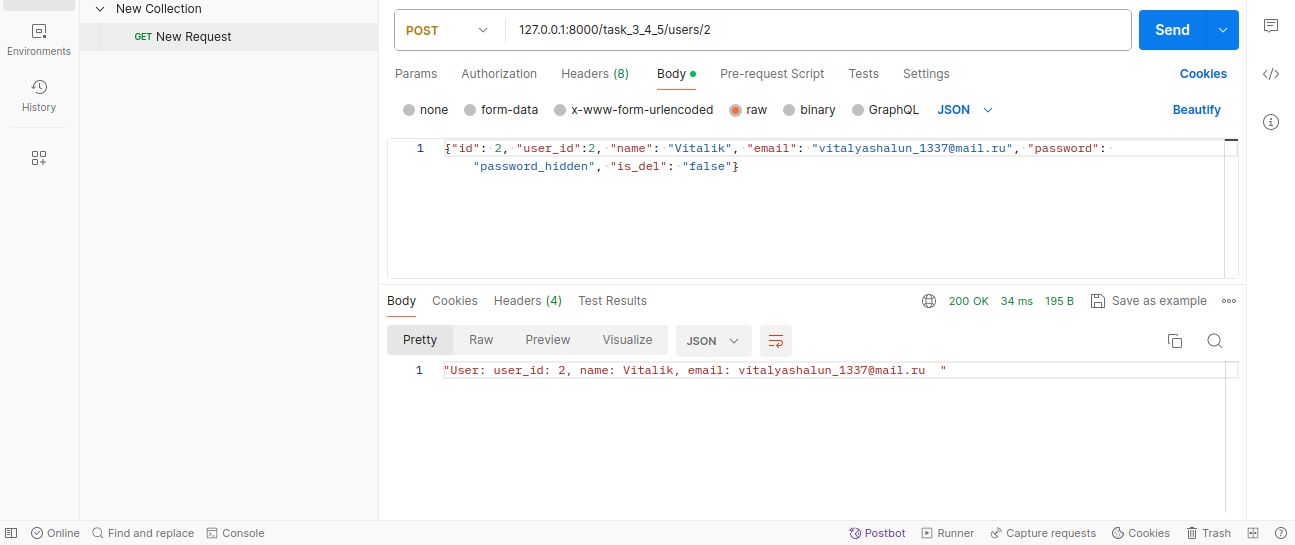 New Collection
POST 127.0.0.1:8000/task_3_4_5/users/2 Send
Environments
GET New Request
Params Authorization Headers (8) Body Pre-request Script Tests Settings Cookies
History
none form-data x-www-form-urlencoded raw binary GraphQL JSON Beautify
1 {"id": 2, "user_id":2, "name": "Vitalik", "email": "vitalyashalun_1337@mail.ru", "password":
"password_hidden", "is_del": "false"}
Body Cookies Headers (4) Test Results 200 OK 34 ms 195 B Save as example
Pretty Raw Preview Visualize JSON
1 "User: user_id: 2, name: Vitalik, email: vitalyashalun_1337@mail.ru  "
Online Find and replace Console Postbot Runner Capture requests Cookies Trash